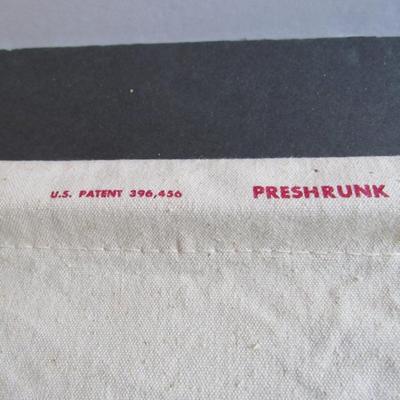 U.S. PATENT 396,456 PRESHRUNK